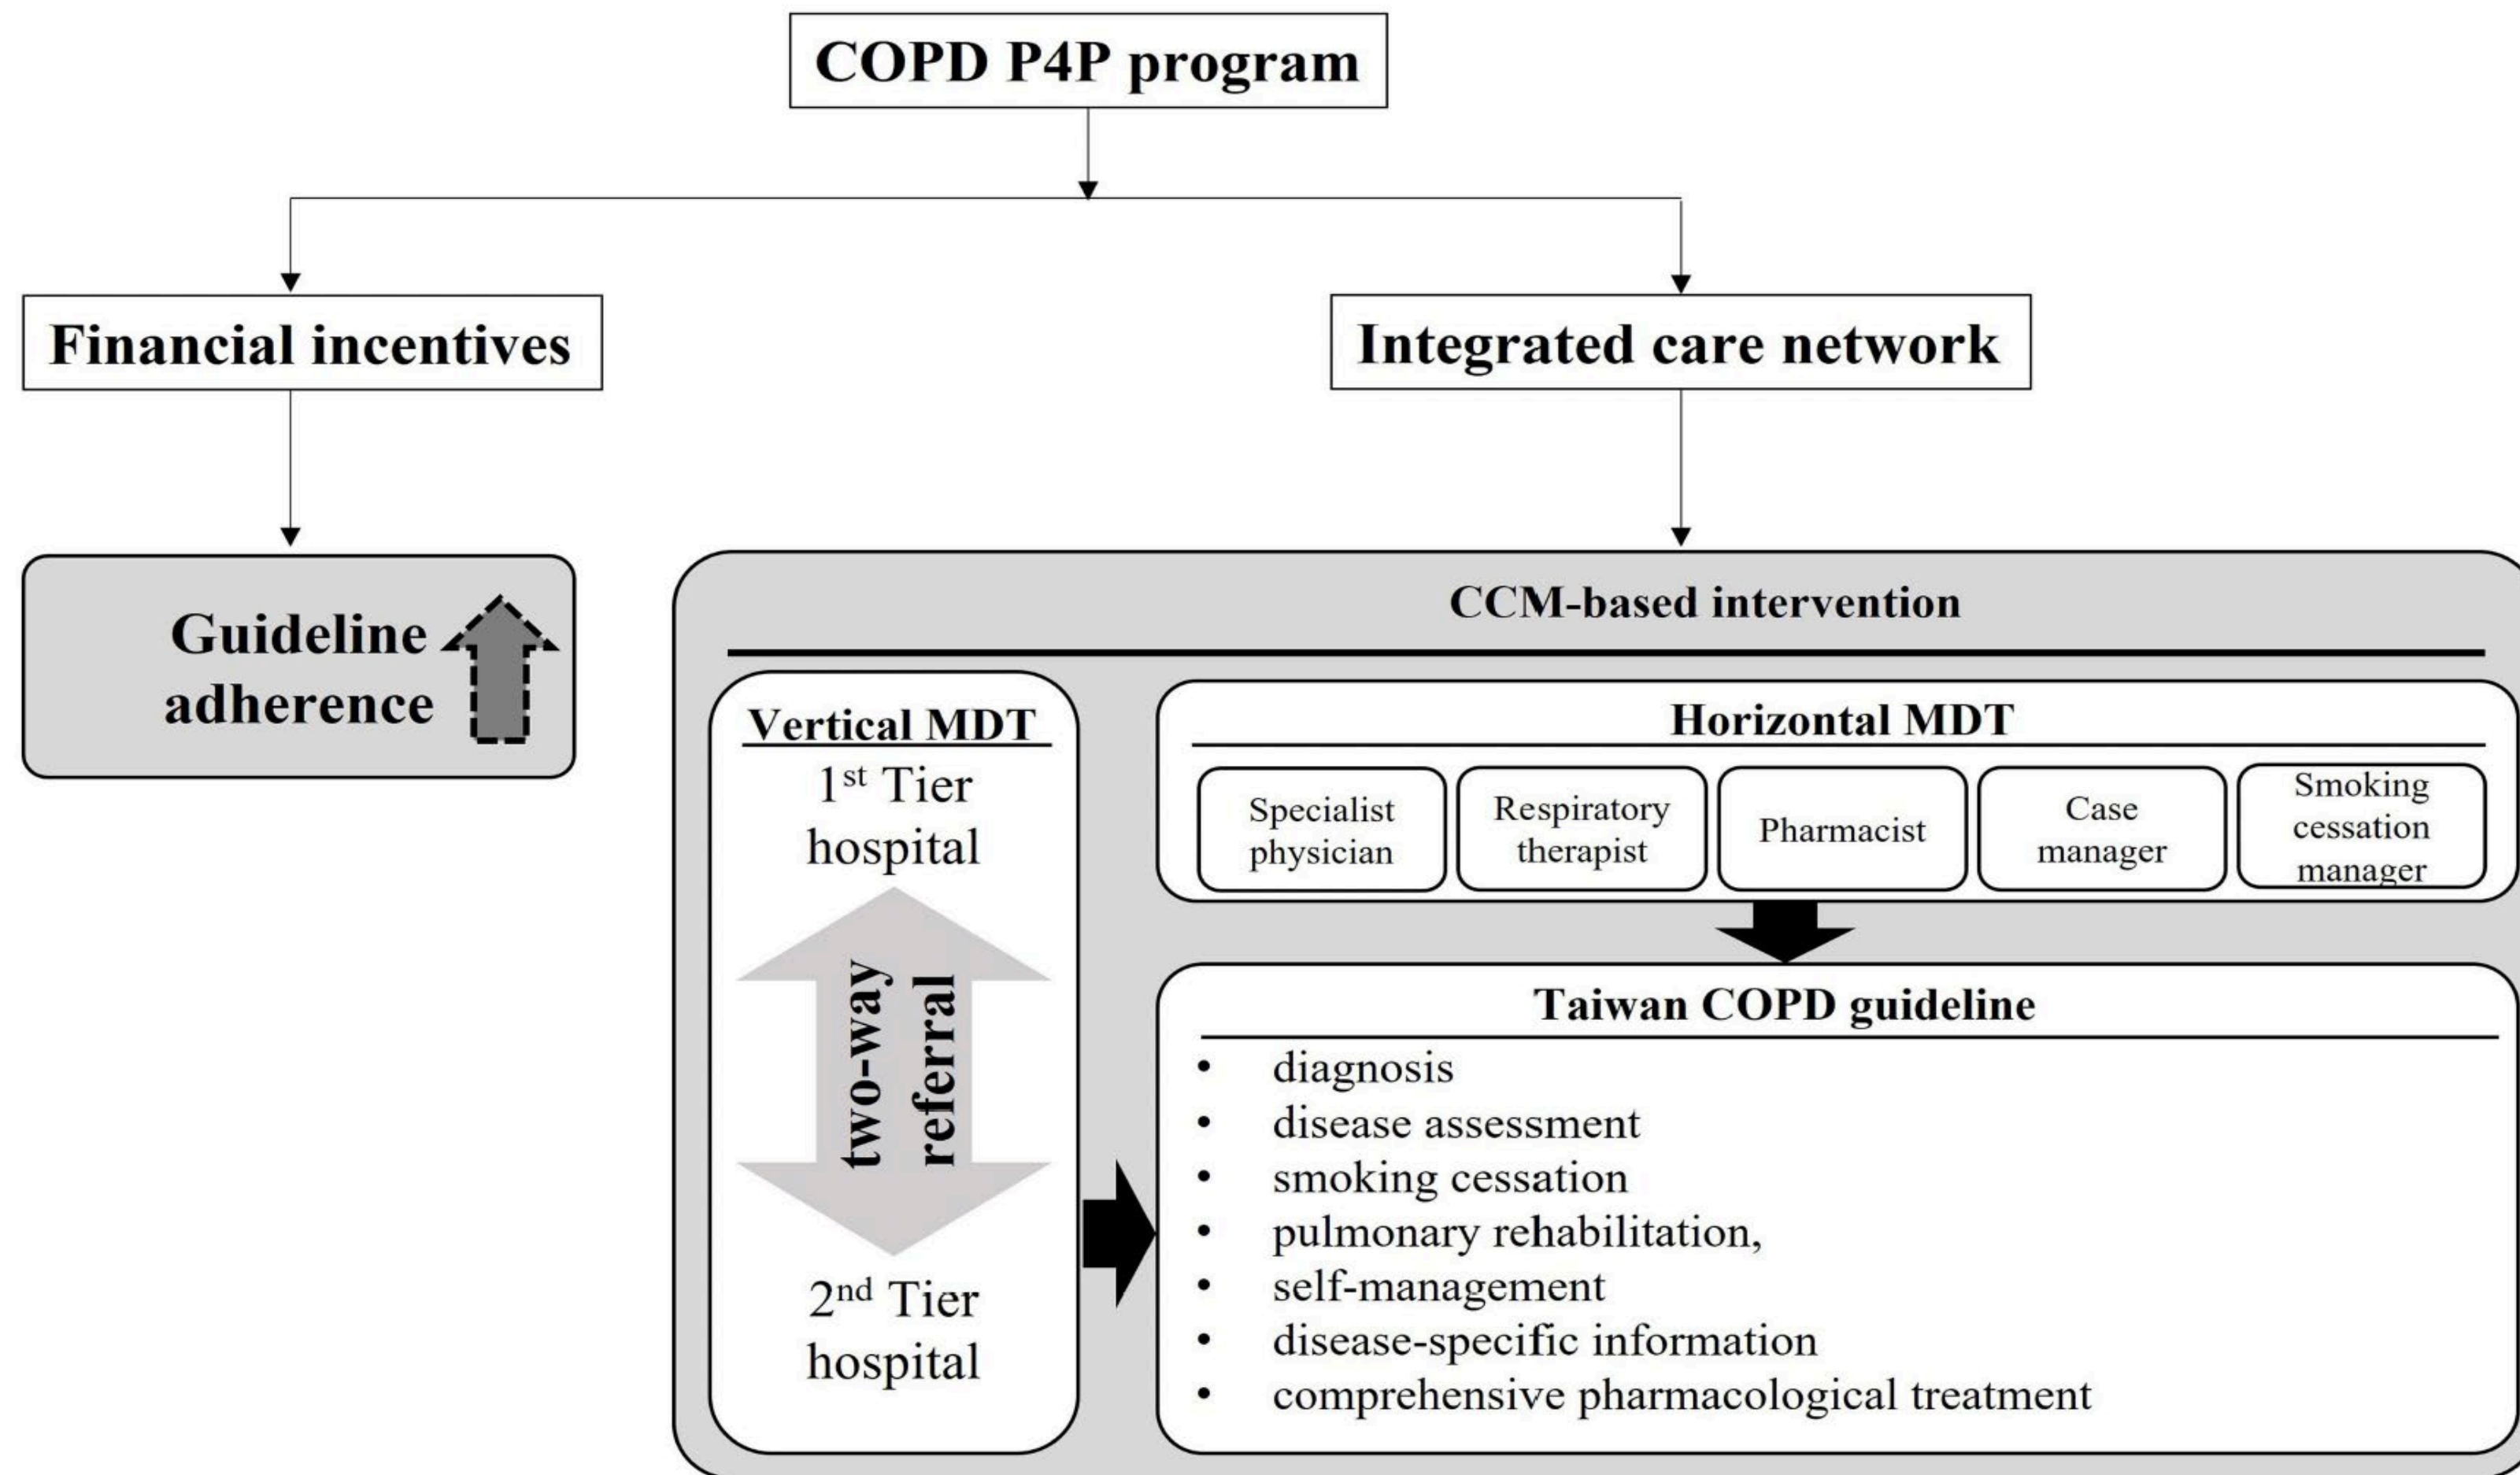 COPD P4P program
Financial incentives
Integrated care network
Guideline
adherence
CCM-based intervention
Vertical MDT
1st Tier
hospital
two-way
referral
2nd Tier
hospital
Horizontal MDT
Specialist
physician
Respiratory
therapist
Pharmacist
Case
manager
Smoking
cessation
manager
Taiwan COPD guideline
• diagnosis
• disease assessment
• smoking cessation
• pulmonary rehabilitation,
• self-management
• disease-specific information
• comprehensive pharmacological treatment